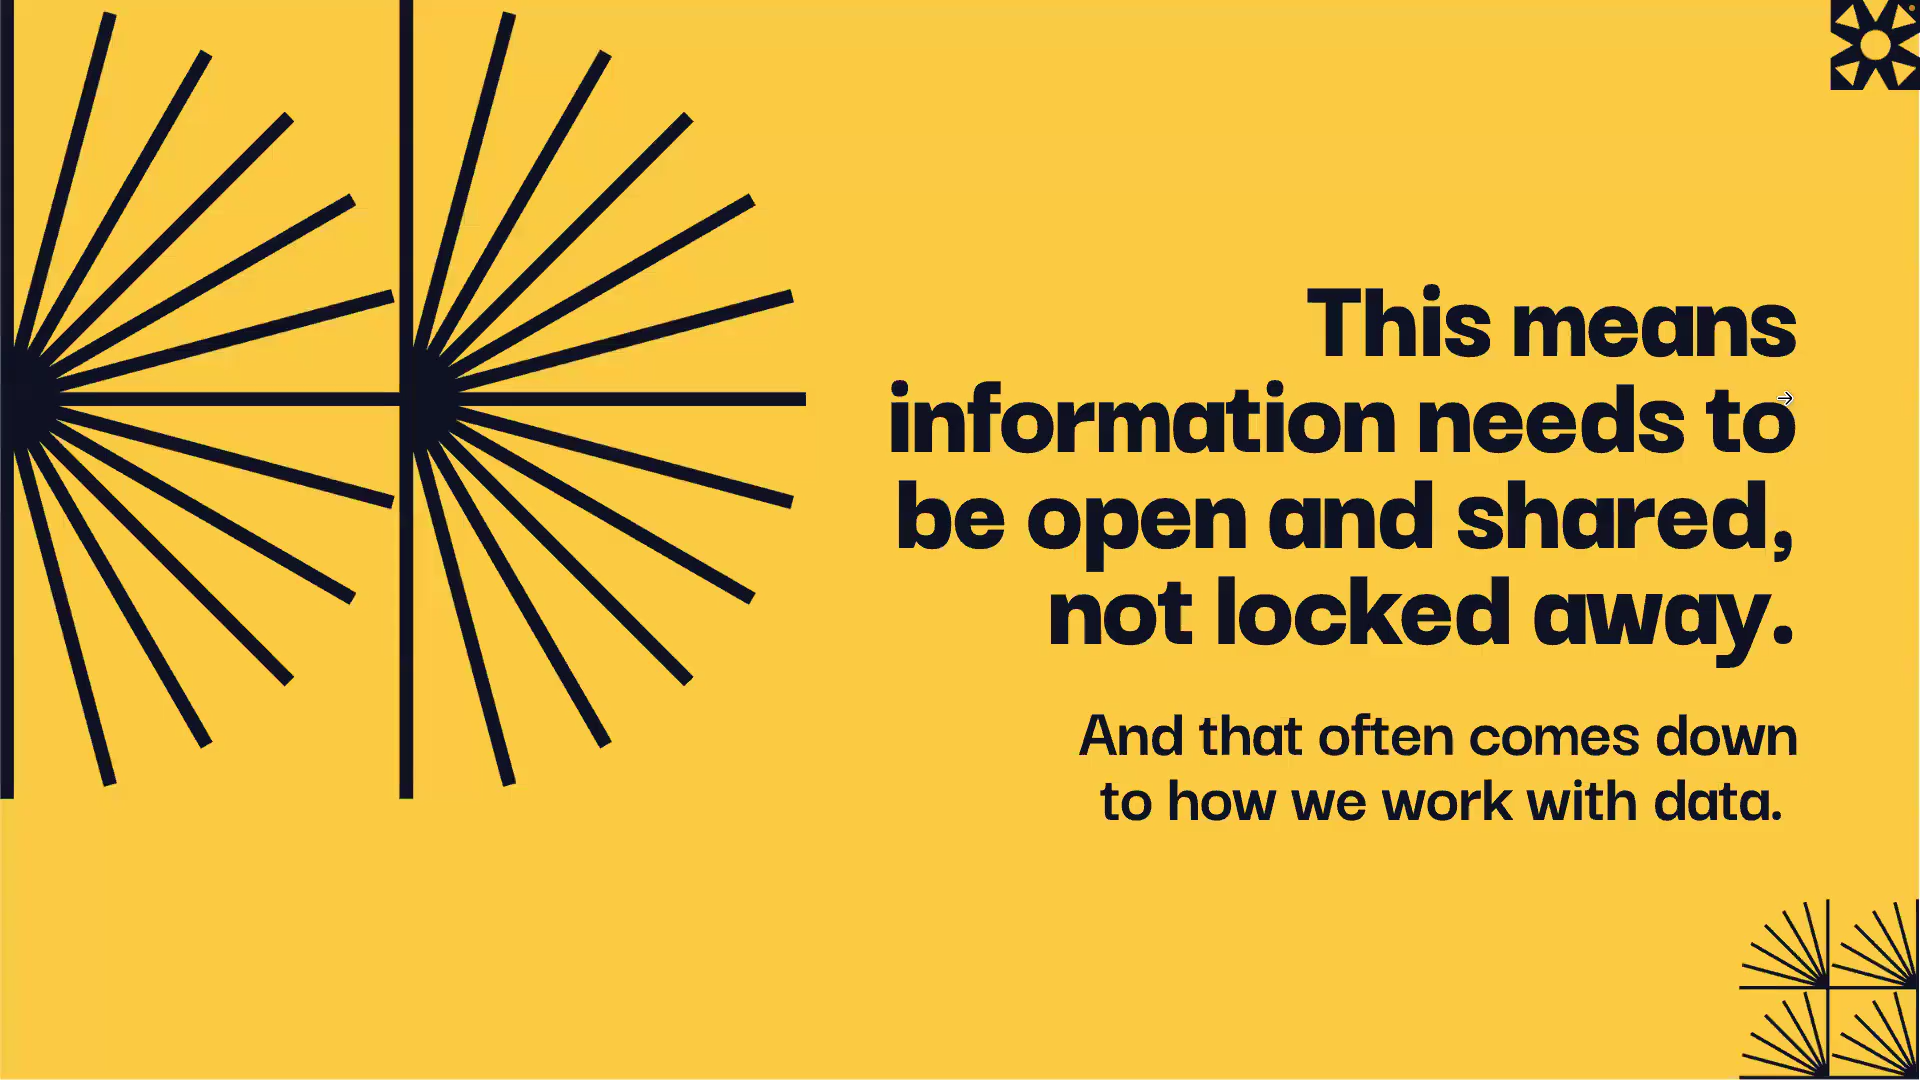 This means
information needs to
be open and shared,
not locked away.
And that often comes down
to how we work with data.